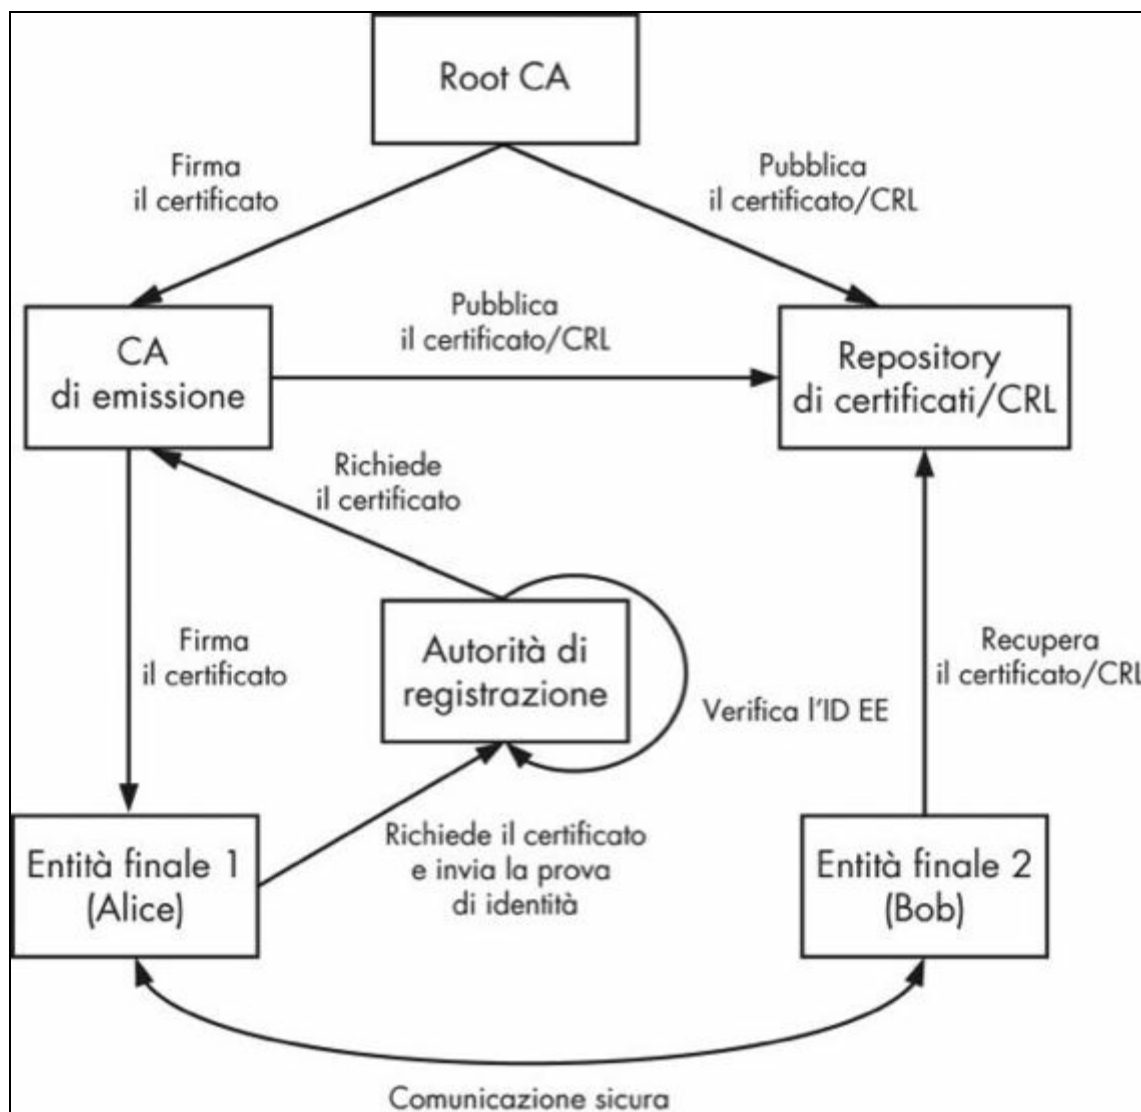 Root CA
Firma
il certificato
Pubblica
il certificato/CRL
Pubblica
il certificato/CRL
CA
di emissione
Repository
di certificati/CRL
Richiede
il certificato
Firma
il certificato
Autorità di
registrazione
Recupera
il certificato/CRL
Verifica l'ID EE
Richiede il certificato
e invia la prova
di identità
Entità finale 1
(Alice)
Entità finale 2
(Bob)
Comunicazione sicura